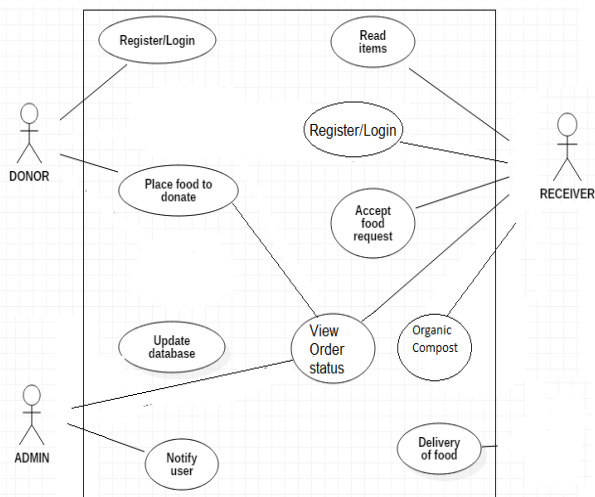 Register/Login
Read
items
Register/Login
DONOR
Place food to
donate
RECEIVER
Accept
food
request
Update
database
View
Order
status
Organic
Compost
ADMIN
Notify
user
Delivery
of food